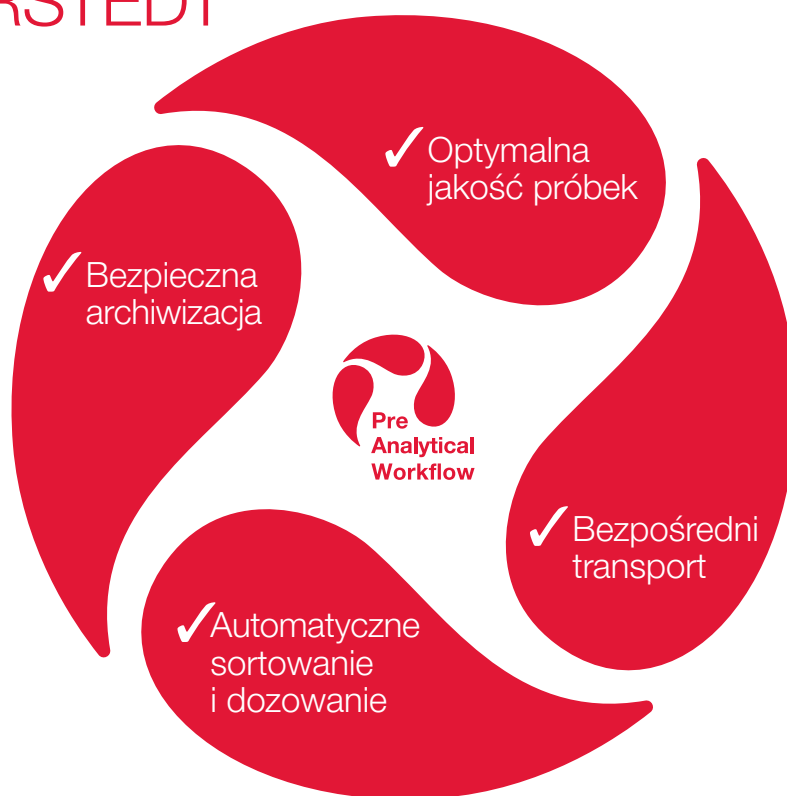 RSTEDT
✓ Optymalna
jakość próbek
✓ Bezpieczna
archiwizacja
Pre
Analytical
Workflow
✓ Bezpośredni
transport
✓ Automatyczne
sortowanie
i dozowanie